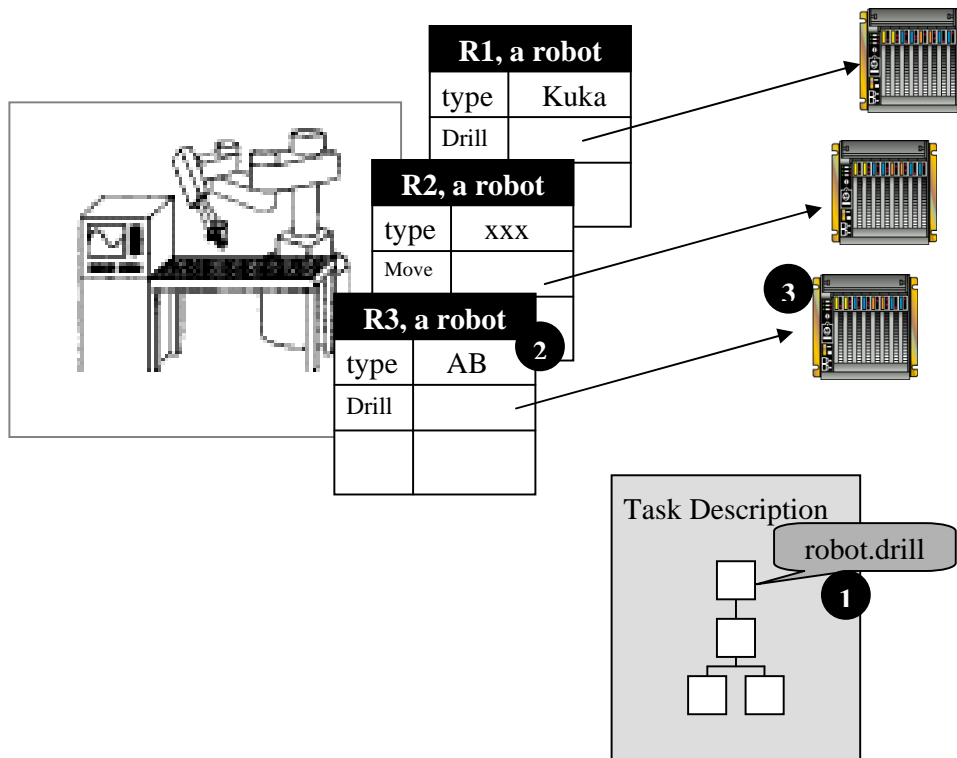 R1, a robot
type Kuka
Drill
R2, a robot
type xxx
Move
R3, a robot
2
type AB
Drill
3
Task Description
robot.drill
1